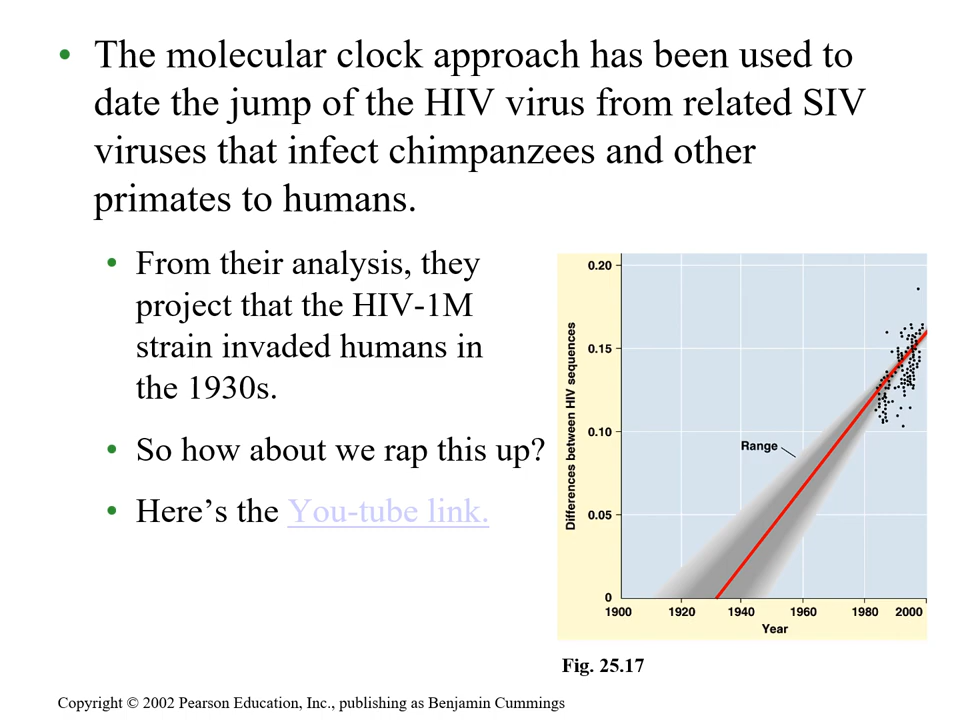 • The molecular clock approach has been used to
date the jump of the HIV virus from related SIV
viruses that infect chimpanzees and other
primates to humans.
• From their analysis, they
project that the HIV-1M
strain invaded humans in
the 1930s.
• So how about we rap this up?
• Here’s the You-tube link.
Differences between HIV sequences
0.20
0.15
0.10
0.05
0
Range
1900 1920 1940 1960 1980 2000
Year
Fig. 25.17
Copyright © 2002 Pearson Education, Inc., publishing as Benjamin Cummings